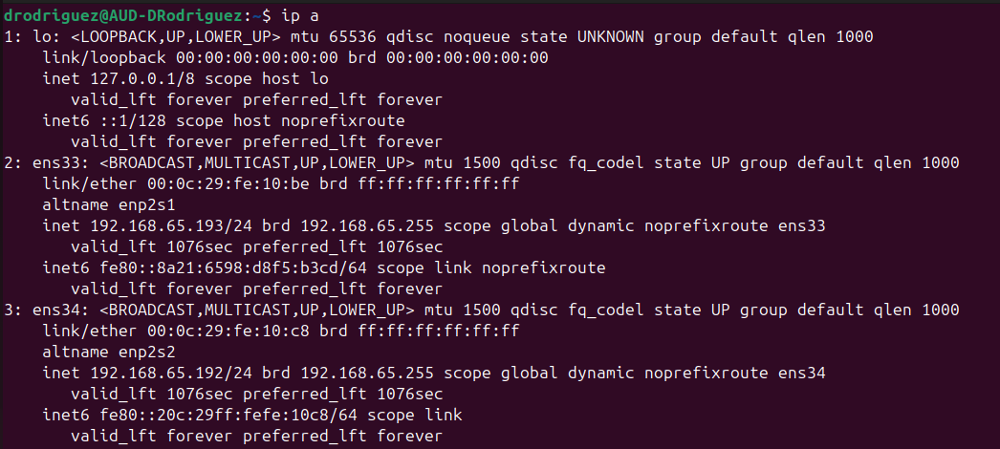 drodriguez@AUD-DRodriguez:~$ ip a
1: lo: <LOOPBACK,UP,LOWER_UP> mtu 65536 qdisc noqueue state UNKNOWN group default qlen 1000
    link/loopback 00:00:00:00:00:00 brd 00:00:00:00:00:00
    inet 127.0.0.1/8 scope host lo
       valid_lft forever preferred_lft forever
    inet6 ::1/128 scope host noprefixroute
       valid_lft forever preferred_lft forever
2: ens33: <BROADCAST,MULTICAST,UP,LOWER_UP> mtu 1500 qdisc fq_codel state UP group default qlen 1000
    link/ether 00:0c:29:fe:10:be brd ff:ff:ff:ff:ff:ff
    altname enp2s1
    inet 192.168.65.193/24 brd 192.168.65.255 scope global dynamic noprefixroute ens33
       valid_lft 1076sec preferred_lft 1076sec
    inet6 fe80::8a21:6598:d8f5:b3cd/64 scope link noprefixroute
       valid_lft forever preferred_lft forever
3: ens34: <BROADCAST,MULTICAST,UP,LOWER_UP> mtu 1500 qdisc fq_codel state UP group default qlen 1000
    link/ether 00:0c:29:fe:10:c8 brd ff:ff:ff:ff:ff:ff
    altname enp2s2
    inet 192.168.65.192/24 brd 192.168.65.255 scope global dynamic noprefixroute ens34
       valid_lft 1076sec preferred_lft 1076sec
    inet6 fe80::20c:29ff:fefe:10c8/64 scope link
       valid_lft forever preferred_lft forever